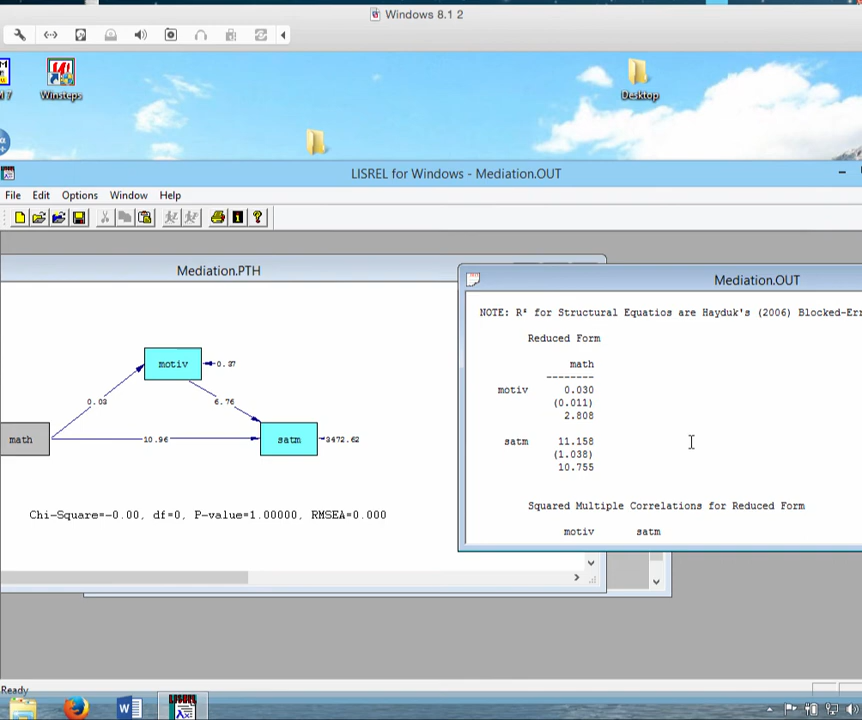 Windows 8.1 2
M 7
Winsteps
Desktop
LISREL for Windows - Mediation.OUT
File Edit Options Window Help
Mediation.PTH
motiv
0.37
0.03
6.76
math
10.96
satm
3472.62
Chi-Square=-0.00, df=0, P-value=1.00000, RMSEA=0.000
Mediation.OUT
NOTE: R² for Structural Equatios are Hayduk's (2006) Blocked-Err
Reduced Form
math
--------
motiv 0.030
(0.011)
2.808
satm 11.158
(1.038)
10.755
Squared Multiple Correlations for Reduced Form
motiv satm
Ready